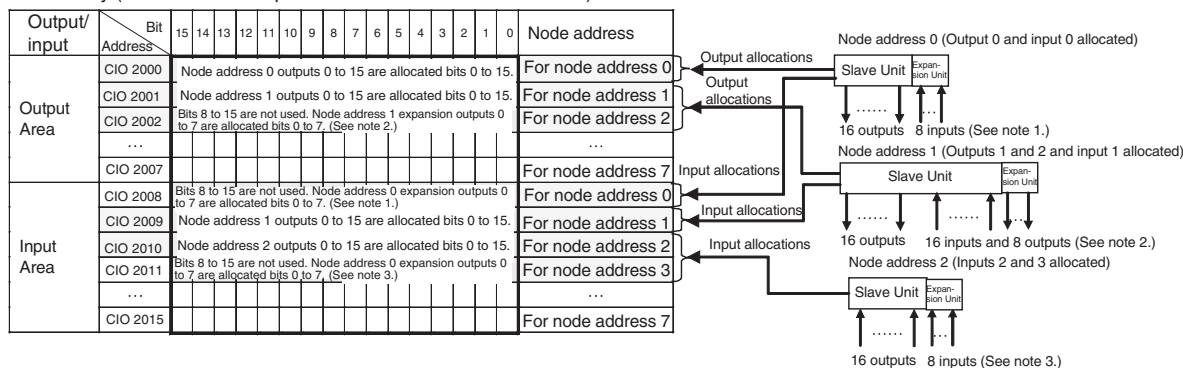 Output/ input Bit Address 15 14 13 12 11 10 9 8 7 6 5 4 3 2 1 0 Node address
Output Area
CIO 2000 Node address 0 outputs 0 to 15 are allocated bits 0 to 15. For node address 0
CIO 2001 Node address 1 outputs 0 to 15 are allocated bits 0 to 15. For node address 1
CIO 2002 Bits 8 to 15 are not used. Node address 1 expansion outputs 0
to 7 are allocated bits 0 to 7. (See note 2.) For node address 2
... ...
CIO 2007 For node address 7
Input Area
CIO 2008 Bits 8 to 15 are not used. Node address 0 expansion outputs 0
to 7 are allocated bits 0 to 7. (See note 1.) For node address 0
CIO 2009 Node address 1 outputs 0 to 15 are allocated bits 0 to 15. For node address 1
CIO 2010 Node address 2 outputs 0 to 15 are allocated bits 0 to 15. For node address 2
CIO 2011 Bits 8 to 15 are not used. Node address 0 expansion outputs 0
to 7 are allocated bits 0 to 7, (See note 3.) For node address 3
... ...
CIO 2015 For node address 7
Output allocations
Output
allocations
Input allocations
Input allocations
Input allocations
Node address 0 (Output 0 and input 0 allocated)
Slave Unit Expan-
sion Unit
...... ...
16 outputs 8 inputs (See note 1.)
Node address 1 (Outputs 1 and 2 and input 1 allocated)
Slave Unit Expan-
sion Unit
...... ...... ...
16 outputs 16 inputs and 8 outputs (See note 2.)
Node address 2 (Inputs 2 and 3 allocated)
Slave Unit Expan-
sion Unit
...... ...
16 outputs 8 inputs (See note 3.)